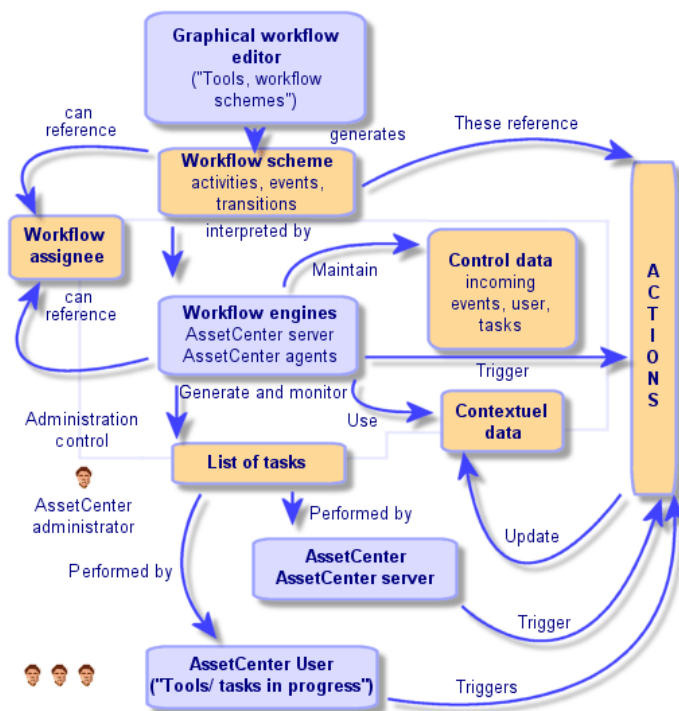 Graphical workflow
editor
("Tools, workflow
schemes")
can
reference
generates
These reference
Workflow scheme
activities, events,
transitions
Workflow
assignee
interpreted by
Maintain
Control data
incoming
events, user,
tasks
ACTIONS
can
reference
Workflow engines
AssetCenter server
AssetCenter agents
Trigger
Generate and monitor
Use
Contextuel
data
Administration
control
List of tasks
AssetCenter
administrator
Performed by
Update
AssetCenter
AssetCenter server
Performed by
Trigger
AssetCenter User
("Tools/ tasks in progress")
Triggers